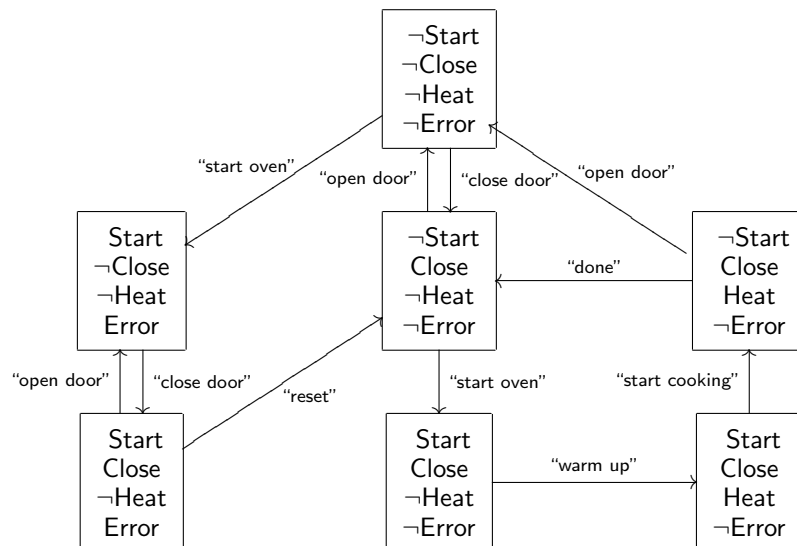 ¬Start
¬Close
¬Heat
¬Error
“start oven”
“open door”
“close door”
“open door”
Start
¬Close
¬Heat
Error
¬Start
Close
¬Heat
¬Error
“done”
¬Start
Close
Heat
¬Error
“open door”
“close door”
“reset”
“start oven”
“start cooking”
Start
Close
¬Heat
Error
Start
Close
¬Heat
¬Error
“warm up”
Start
Close
Heat
¬Error